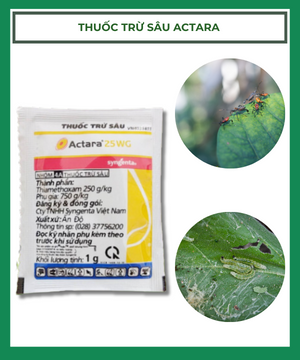 THUỐC TRỪ SÂU ACTARA
THUỐC TRỪ SÂU
Actara 25WG
syngenta
NHÓM 4A THUỐC TRỪ SÂU
Thành phần:
Thiamethoxam 250 g/kg
Phụ gia: 750 g/kg
Đăng ký & đóng gói:
Cty TNHH Syngenta Việt Nam
Xuất xứ: Ấn Độ
Thông tin sp: (028) 37756200
Đọc kỹ nhãn phụ kèm theo
trước khi sử dụng
Khối lượng tịnh: 1 g